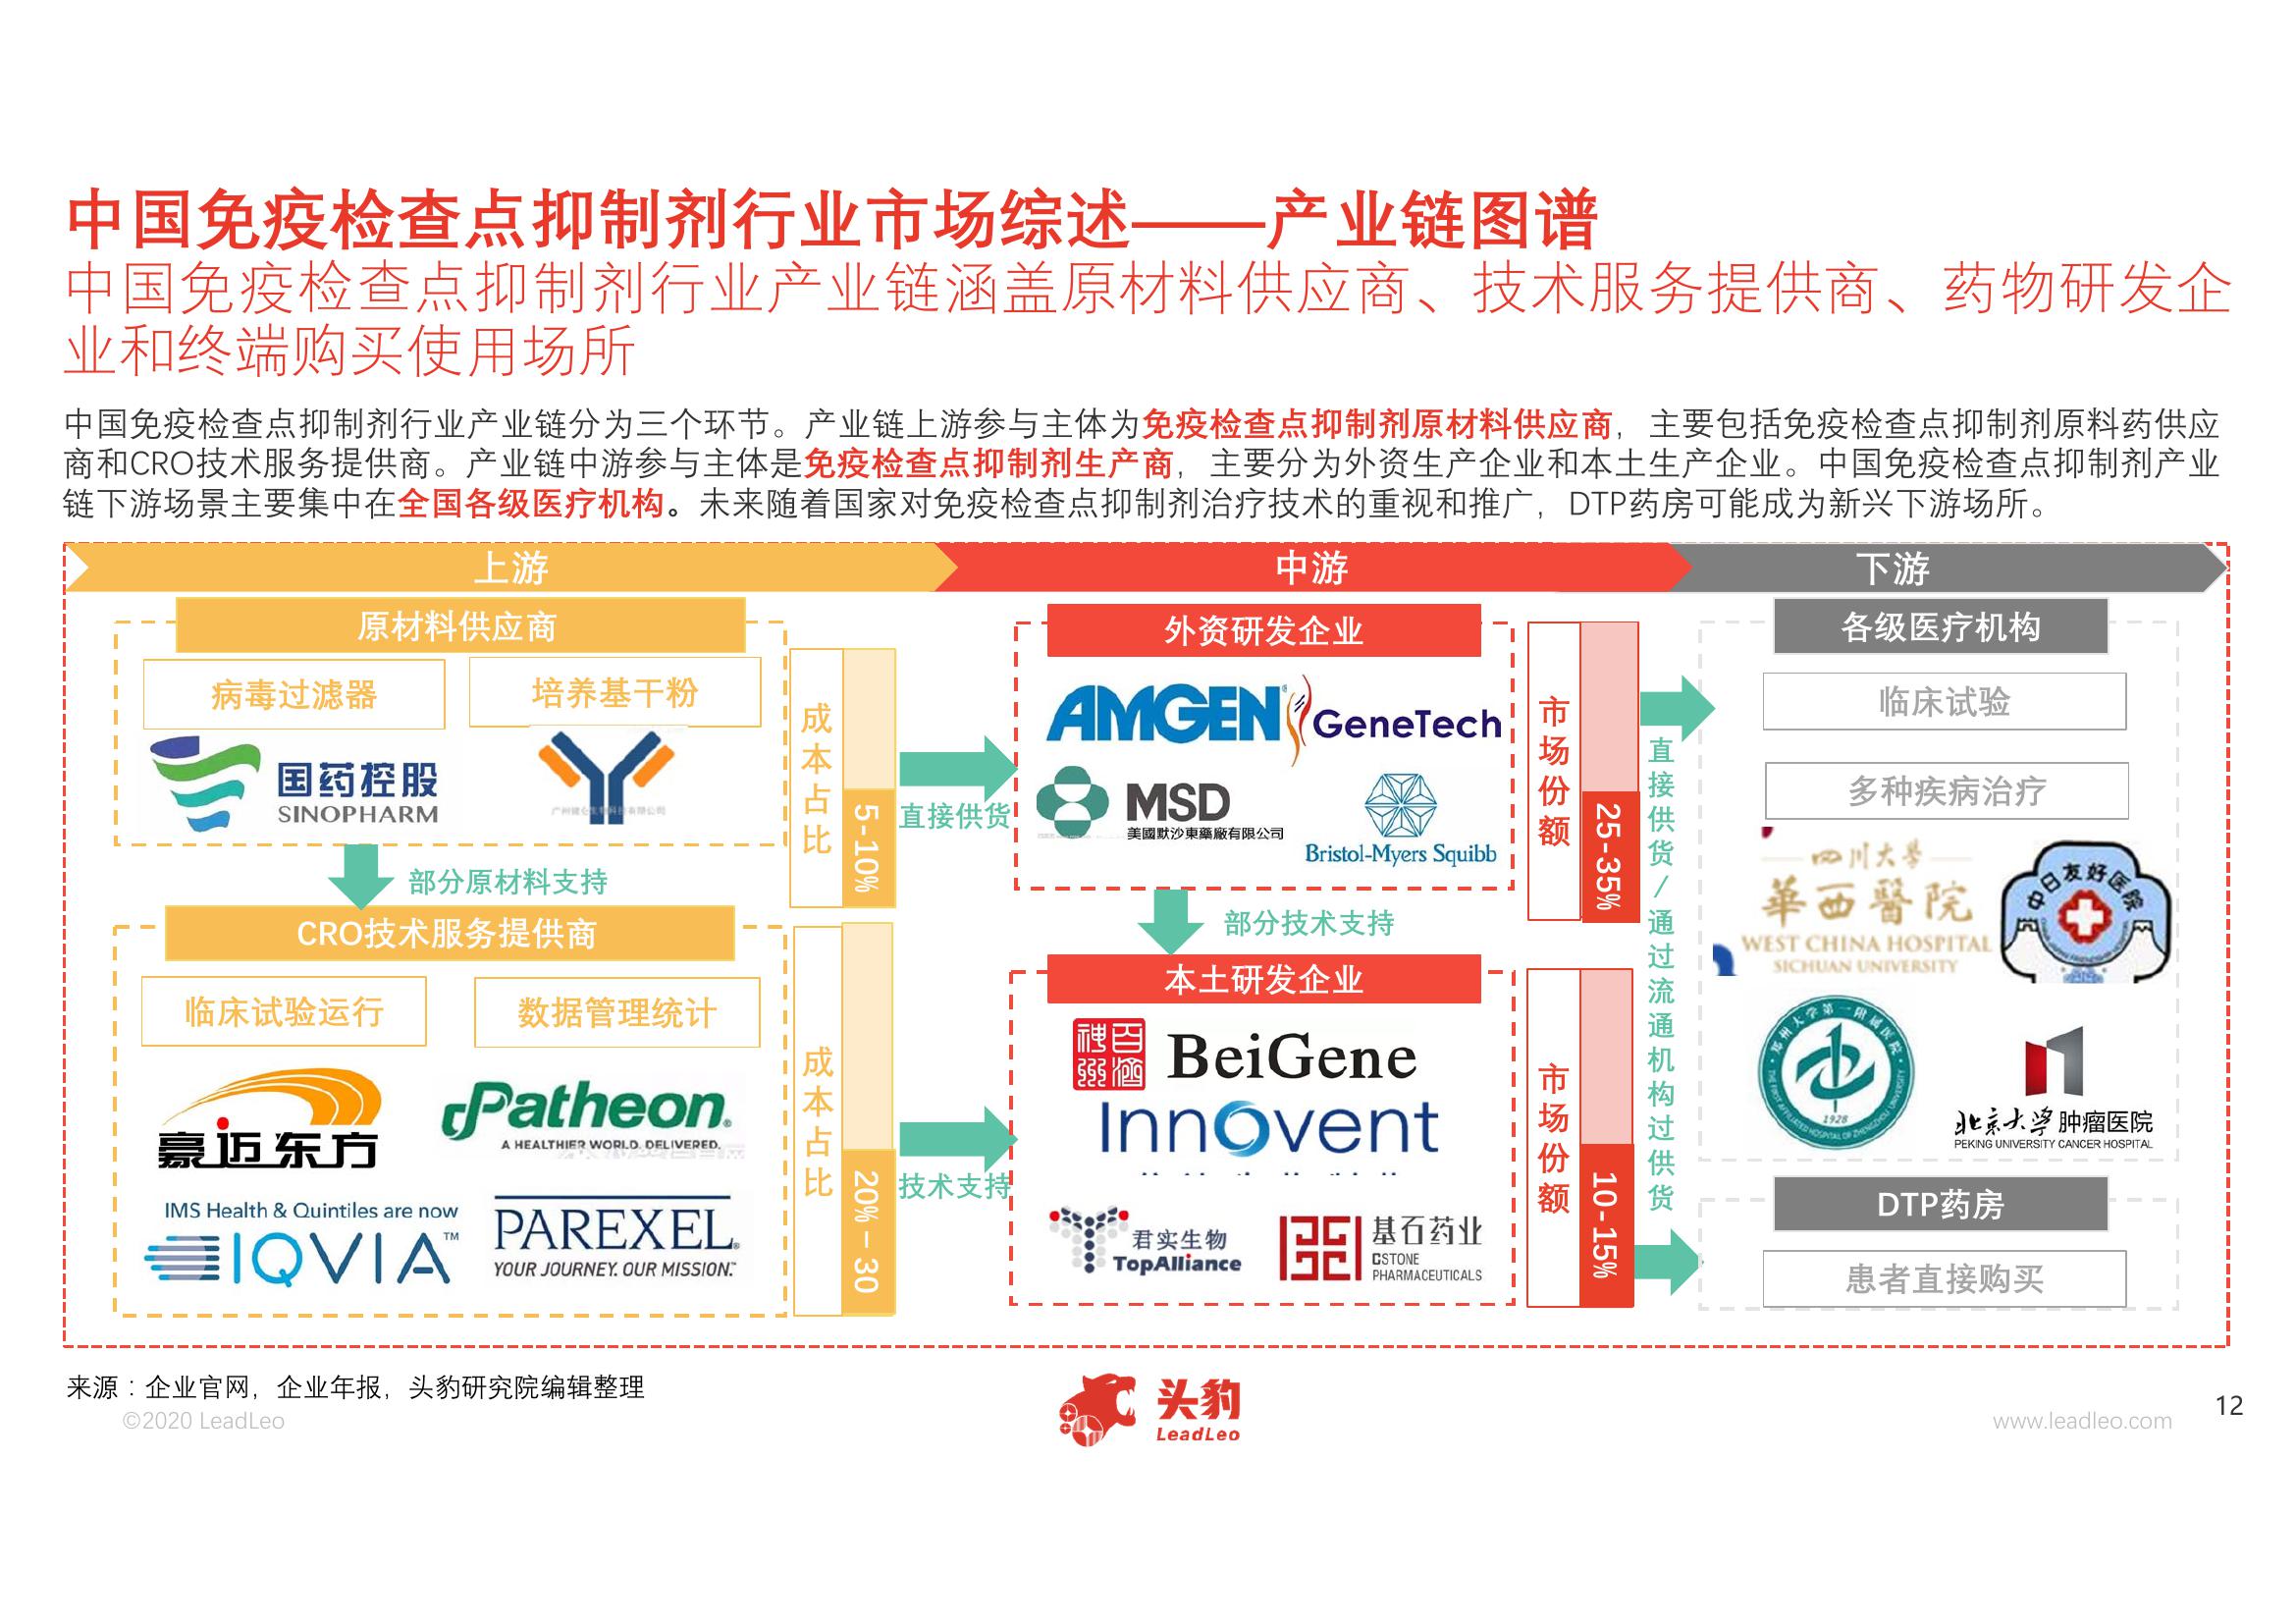 中国免疫检查点抑制剂行业市场综述——产业链图谱
中国免疫检查点抑制剂行业产业链涵盖原材料供应商、技术服务提供商、药物研发企
业和终端购买使用场所
中国免疫检查点抑制剂行业产业链分为三个环节。产业链上游参与主体为免疫检查点抑制剂原材料供应商，主要包括免疫检查点抑制剂原料药供应
商和CRO技术服务提供商。产业链中游参与主体是免疫检查点抑制剂生产商，主要分为外资生产企业和本土生产企业。中国免疫检查点抑制剂产业
链下游场景主要集中在全国各级医疗机构。未来随着国家对免疫检查点抑制剂治疗技术的重视和推广，DTP药房可能成为新兴下游场所。
上游
中游
下游
原材料供应商
病毒过滤器
培养基干粉
国药控股
SINOPHARM
成本占比
5-10%
直接供货
部分原材料支持
CRO技术服务提供商
临床试验运行
数据管理统计
豪迈东方
Patheon
A HEALTHIER WORLD. DELIVERED.
IMS Health & Quintiles are now
IQVIA™
PAREXEL
YOUR JOURNEY. OUR MISSION.™
成本占比
20%–30
技术支持
外资研发企业
AMGEN
GeneTech
MSD
美國默沙東藥廠有限公司
Bristol-Myers Squibb
市场份额
25-35%
部分技术支持
本土研发企业
百濟神州
BeiGene
Innovent
君实生物
TopAlliance
基石药业
CSTONE
PHARMACEUTICALS
市场份额
10-15%
直接供货/通过流通机构过供货
各级医疗机构
临床试验
多种疾病治疗
四川大学
華西醫院
WEST CHINA HOSPITAL
SICHUAN UNIVERSITY
中日友好医院
郑州大学第一附属医院
THE FIRST AFFILIATED HOSPITAL OF ZHENGZHOU UNIVERSITY
1928
北京大学肿瘤医院
PEKING UNIVERSITY CANCER HOSPITAL
DTP药房
患者直接购买
来源：企业官网，企业年报，头豹研究院编辑整理
©2020 LeadLeo
头豹
LeadLeo
www.leadleo.com
12